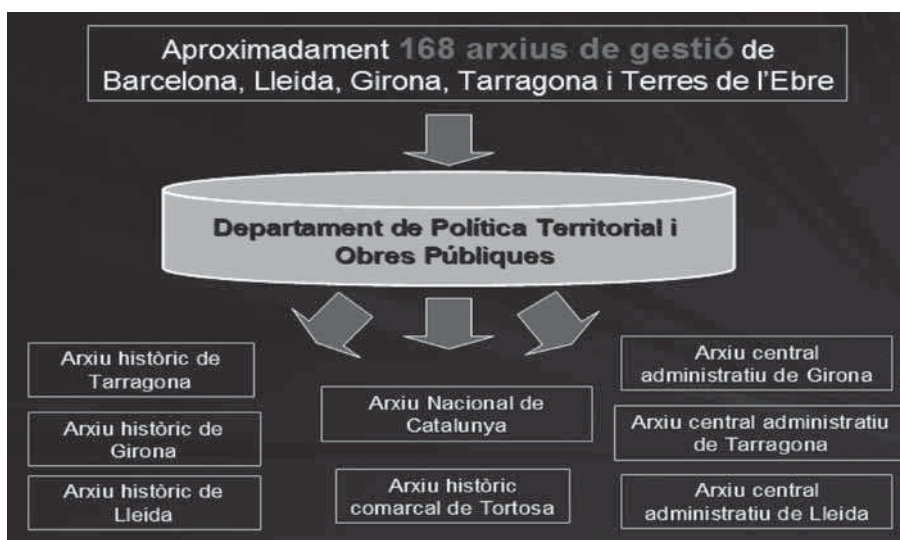 Aproximadament 168 arxius de gestió de
Barcelona, Lleida, Girona, Tarragona i Terres de l'Ebre
Departament de Política Territorial i
Obres Públiques
Arxiu històric de
Tarragona
Arxiu històric de
Girona
Arxiu històric de
Lleida
Arxiu Nacional de
Catalunya
Arxiu històric
comarcal de Tortosa
Arxiu central
administratiu de Girona
Arxiu central administratiu
de Tarragona
Arxiu central
administratiu de Lleida